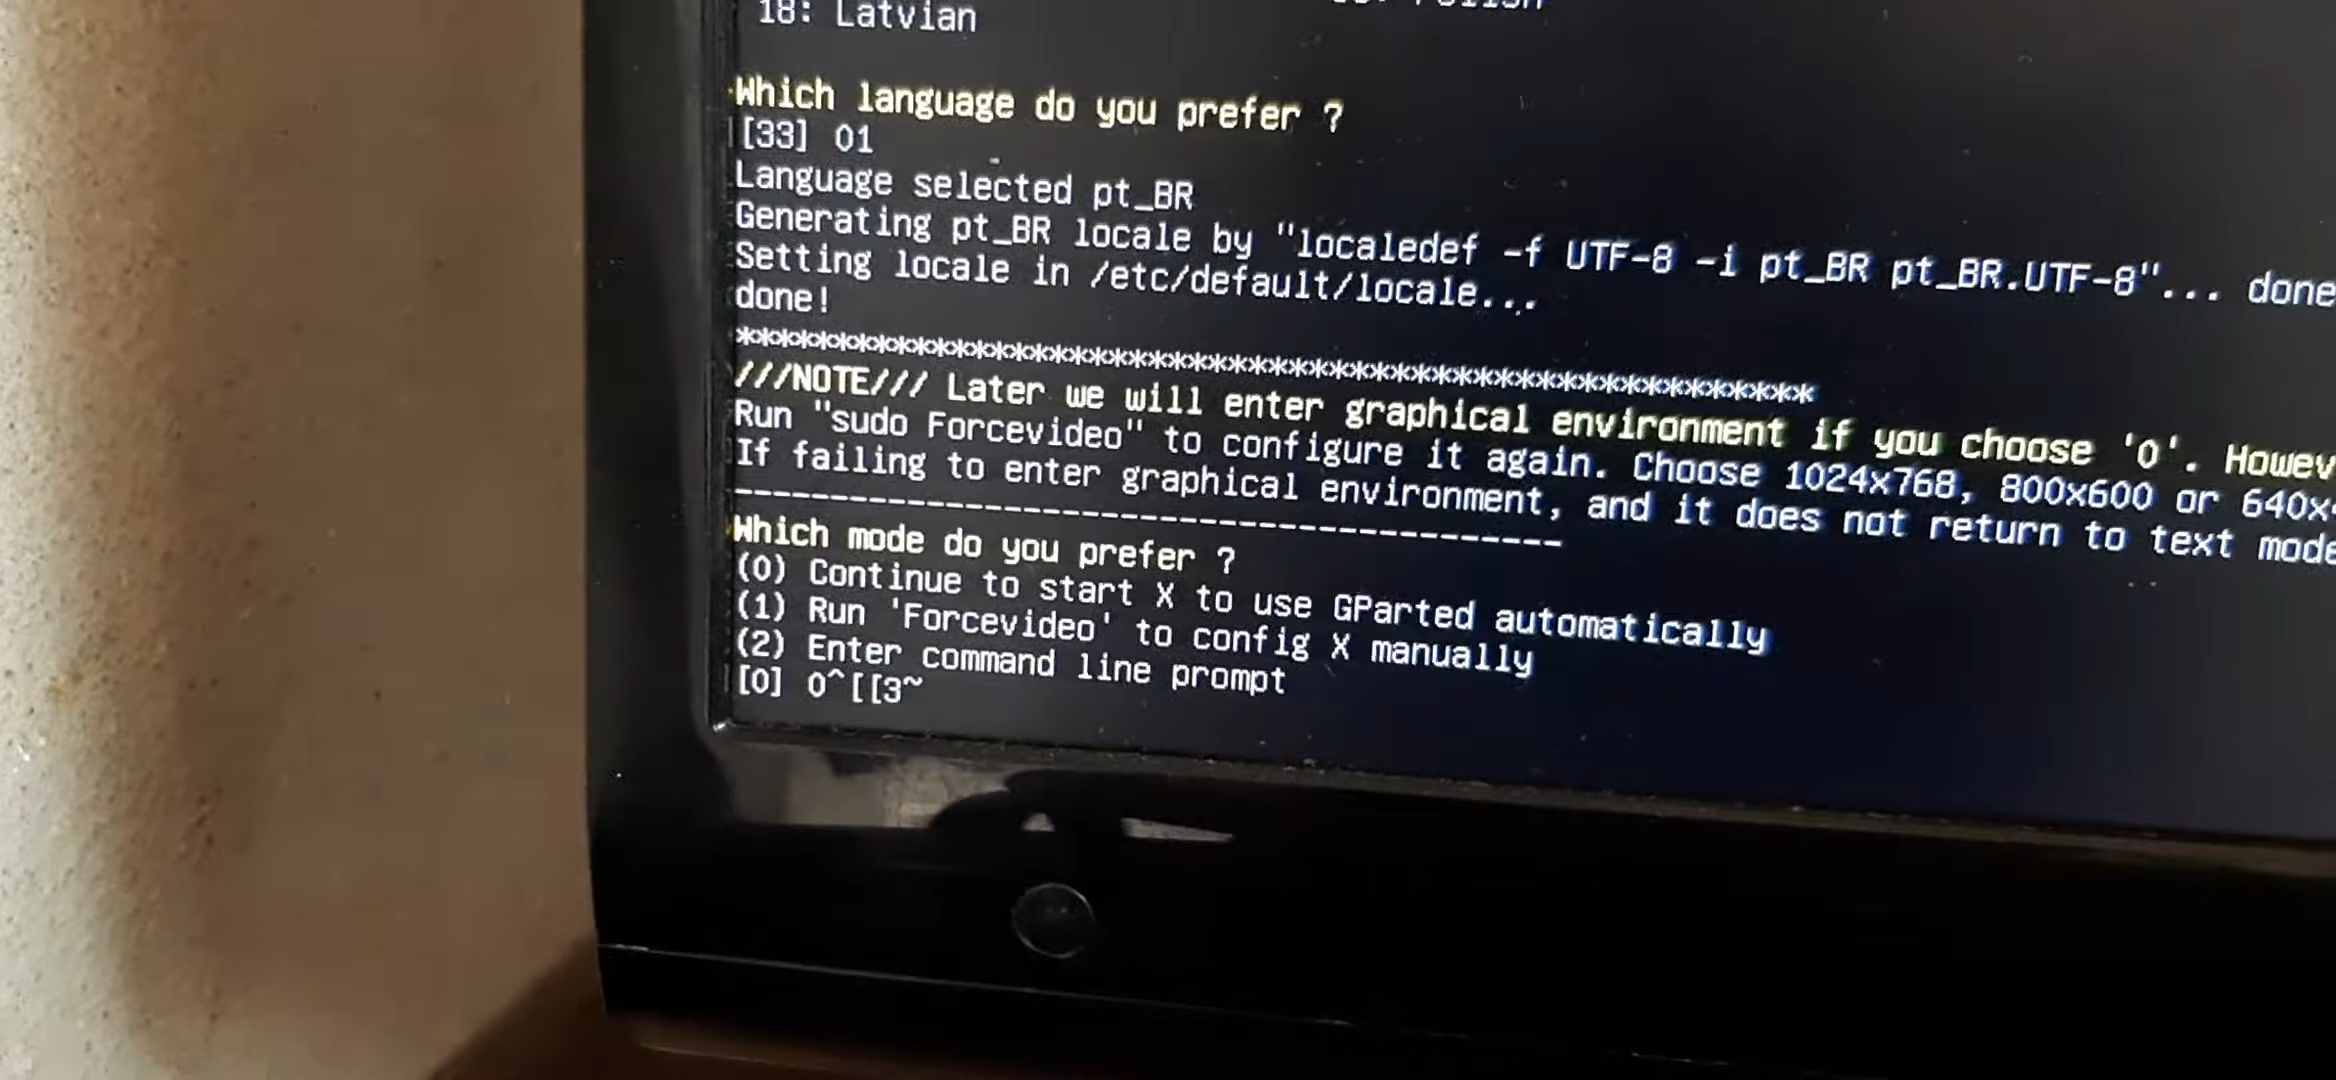 18: Latvian
Which language do you prefer ?
[33] 01
Language selected pt_BR
Generating pt_BR locale by "localedef -f UTF-8 -i pt_BR pt_BR.UTF-8"... done
Setting locale in /etc/default/locale...
done!
///NOTE/// Later we will enter graphical environment if you choose '0'. Howev
Run "sudo Forcevideo" to configure it again. Choose 1024x768, 800x600 or 640x
If failing to enter graphical environment, and it does not return to text mode
Which mode do you prefer ?
(0) Continue to start X to use GParted automatically
(1) Run 'Forcevideo' to config X manually
(2) Enter command line prompt
[0] 0^[[3~